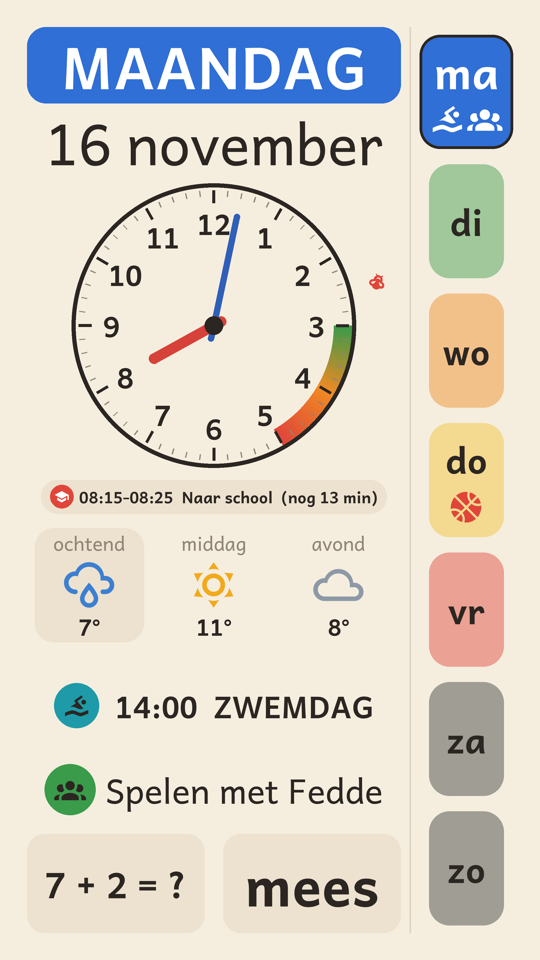 MAANDAG
16 november
12
1
2
3
4
5
6
7
8
9
10
11
08:15–08:25 Naar school (nog 13 min)
ochtend middag avond
7° 11° 8°
14:00 ZWEMDAG
Spelen met Fedde
7 + 2 = ?
mees
ma
di
wo
do
vr
za
zo